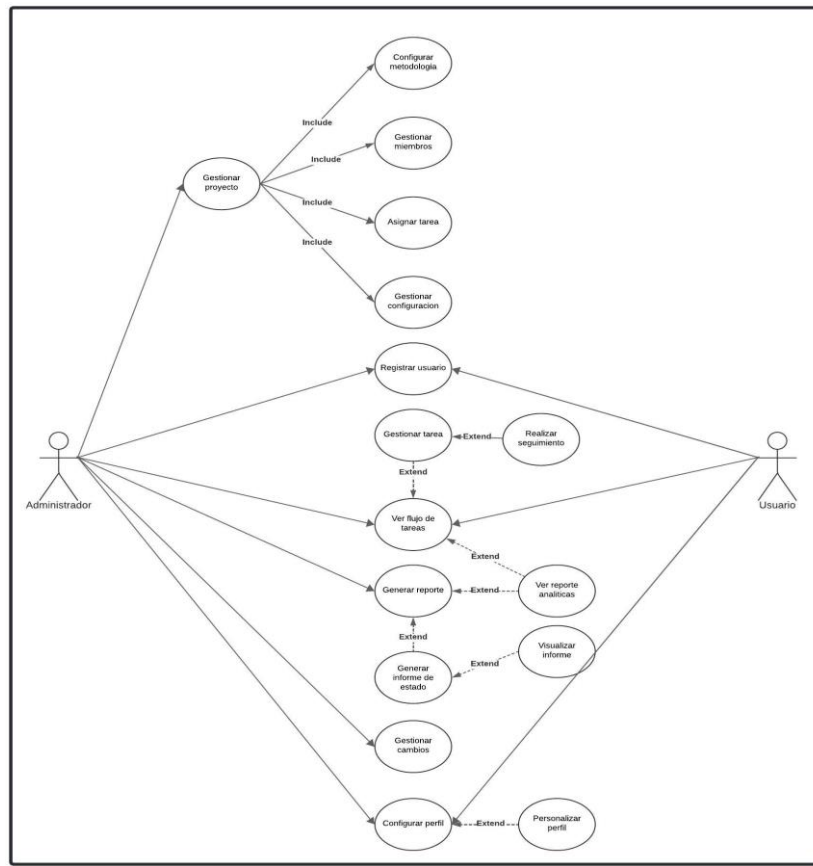 Configurar
metodologia
Include
Gestionar
miembros
Include
Gestionar
proyecto
Include
Asignar tarea
Include
Gestionar
configuracion
Registrar usuario
Gestionar tarea
Extend
Realizar
seguimiento
Extend
Administrador
Usuario
Ver flujo de
tareas
Extend
Generar reporte
Extend
Ver reporte
analiticas
Extend
Visualizar
informe
Extend
Generar
informe de
estado
Gestionar
cambios
Configurar perfil
Extend
Personalizar
perfil